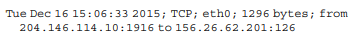 Tue Dec 16 15:06:33 2015; TCP; eth0; 1296 bytes; from
204.146.114.10:1916 to 156.26.62.201:126